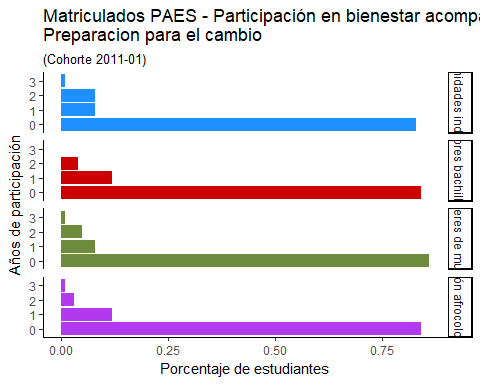 Matriculados PAES - Participación en bienestar
Preparacion para el cambio
(Cohorte 2011-01)
3
2
1
0
3
2
1
0
3
2
1
0
3
2
1
0
Años de participación
0.00 0.25 0.50 0.75
Porcentaje de estudiantes